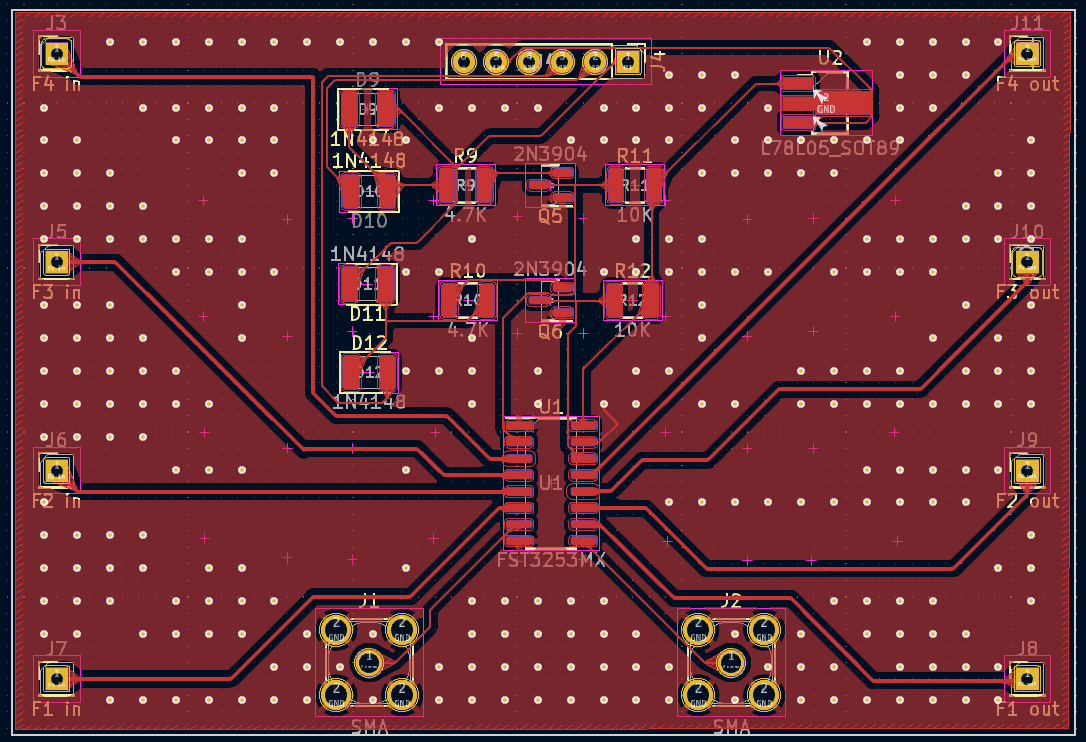 J3
J11
F4 in
F4 out
J4
U2
2
GND
L78L05_SOT89
D9
D9
1N4148
1N4148
D10
R9
R9
4.7K
2N3904
Q5
R11
R11
10K
J5
F3 in
J10
F3 out
1N4148
D11
R10
R10
4.7K
2N3904
Q6
R12
R12
10K
D12
D12
1N4148
U1
U1
FST3253MX
J6
F2 in
J9
F2 out
J1
2
GND
2
GND
1
2
GND
2
GND
SMA
J2
2
GND
2
GND
1
2
GND
2
GND
SMA
J7
F1 in
J8
F1 out